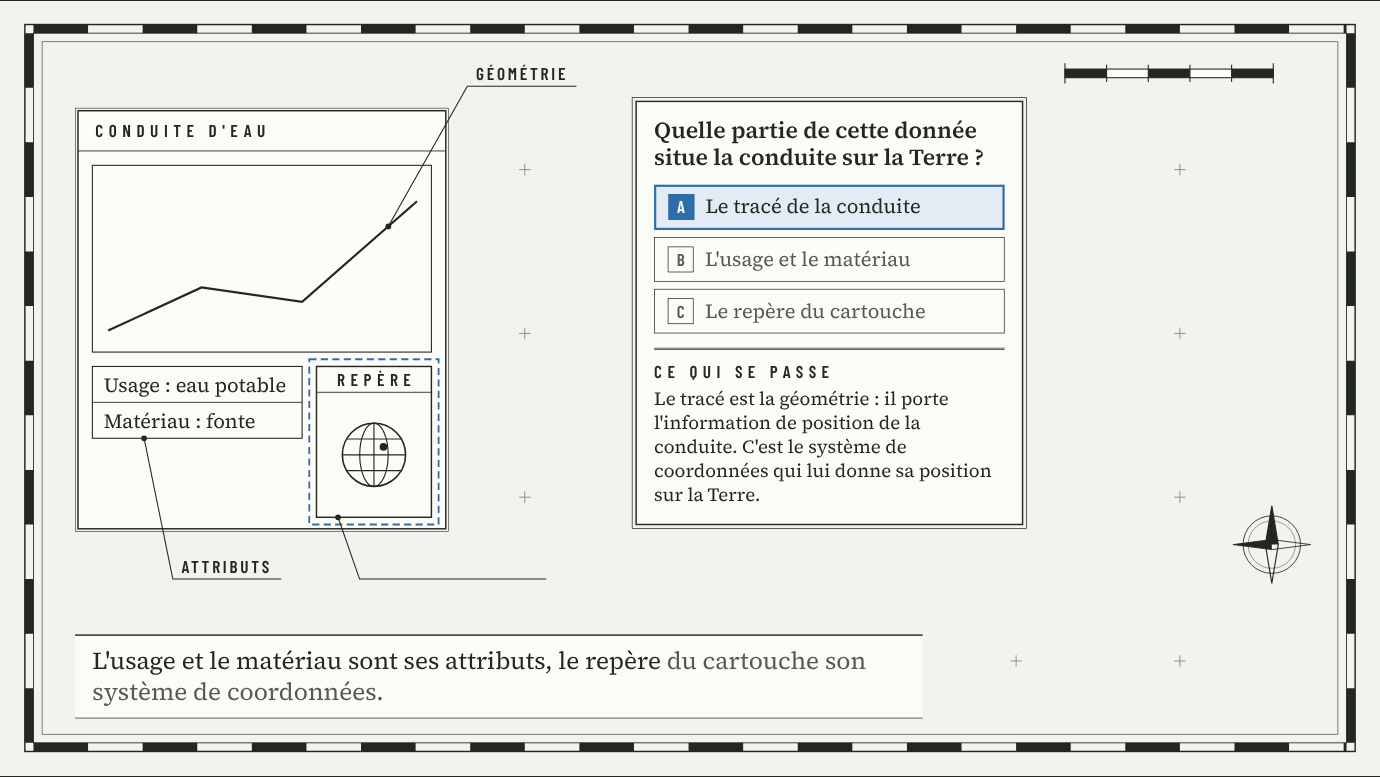 GÉOMÉTRIE
CONDUITE D'EAU
Usage : eau potable
Matériau : fonte
REPÈRE
ATTRIBUTS
Quelle partie de cette donnée
situe la conduite sur la Terre ?
A Le tracé de la conduite
B L'usage et le matériau
C Le repère du cartouche
CE QUI SE PASSE
Le tracé est la géométrie : il porte
l'information de position de la
conduite. C'est le système de
coordonnées qui lui donne sa position
sur la Terre.
L'usage et le matériau sont ses attributs, le repère du cartouche son
système de coordonnées.